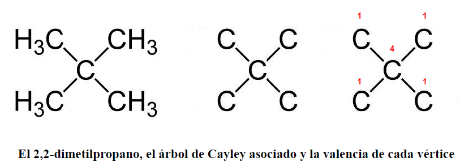 1 1
H₃C CH₃ C C C 4 C
C C C
H₃C CH₃ C C 1 C C 1
El 2,2-dimetilpropano, el árbol de Cayley asociado y la valencia de cada vértice